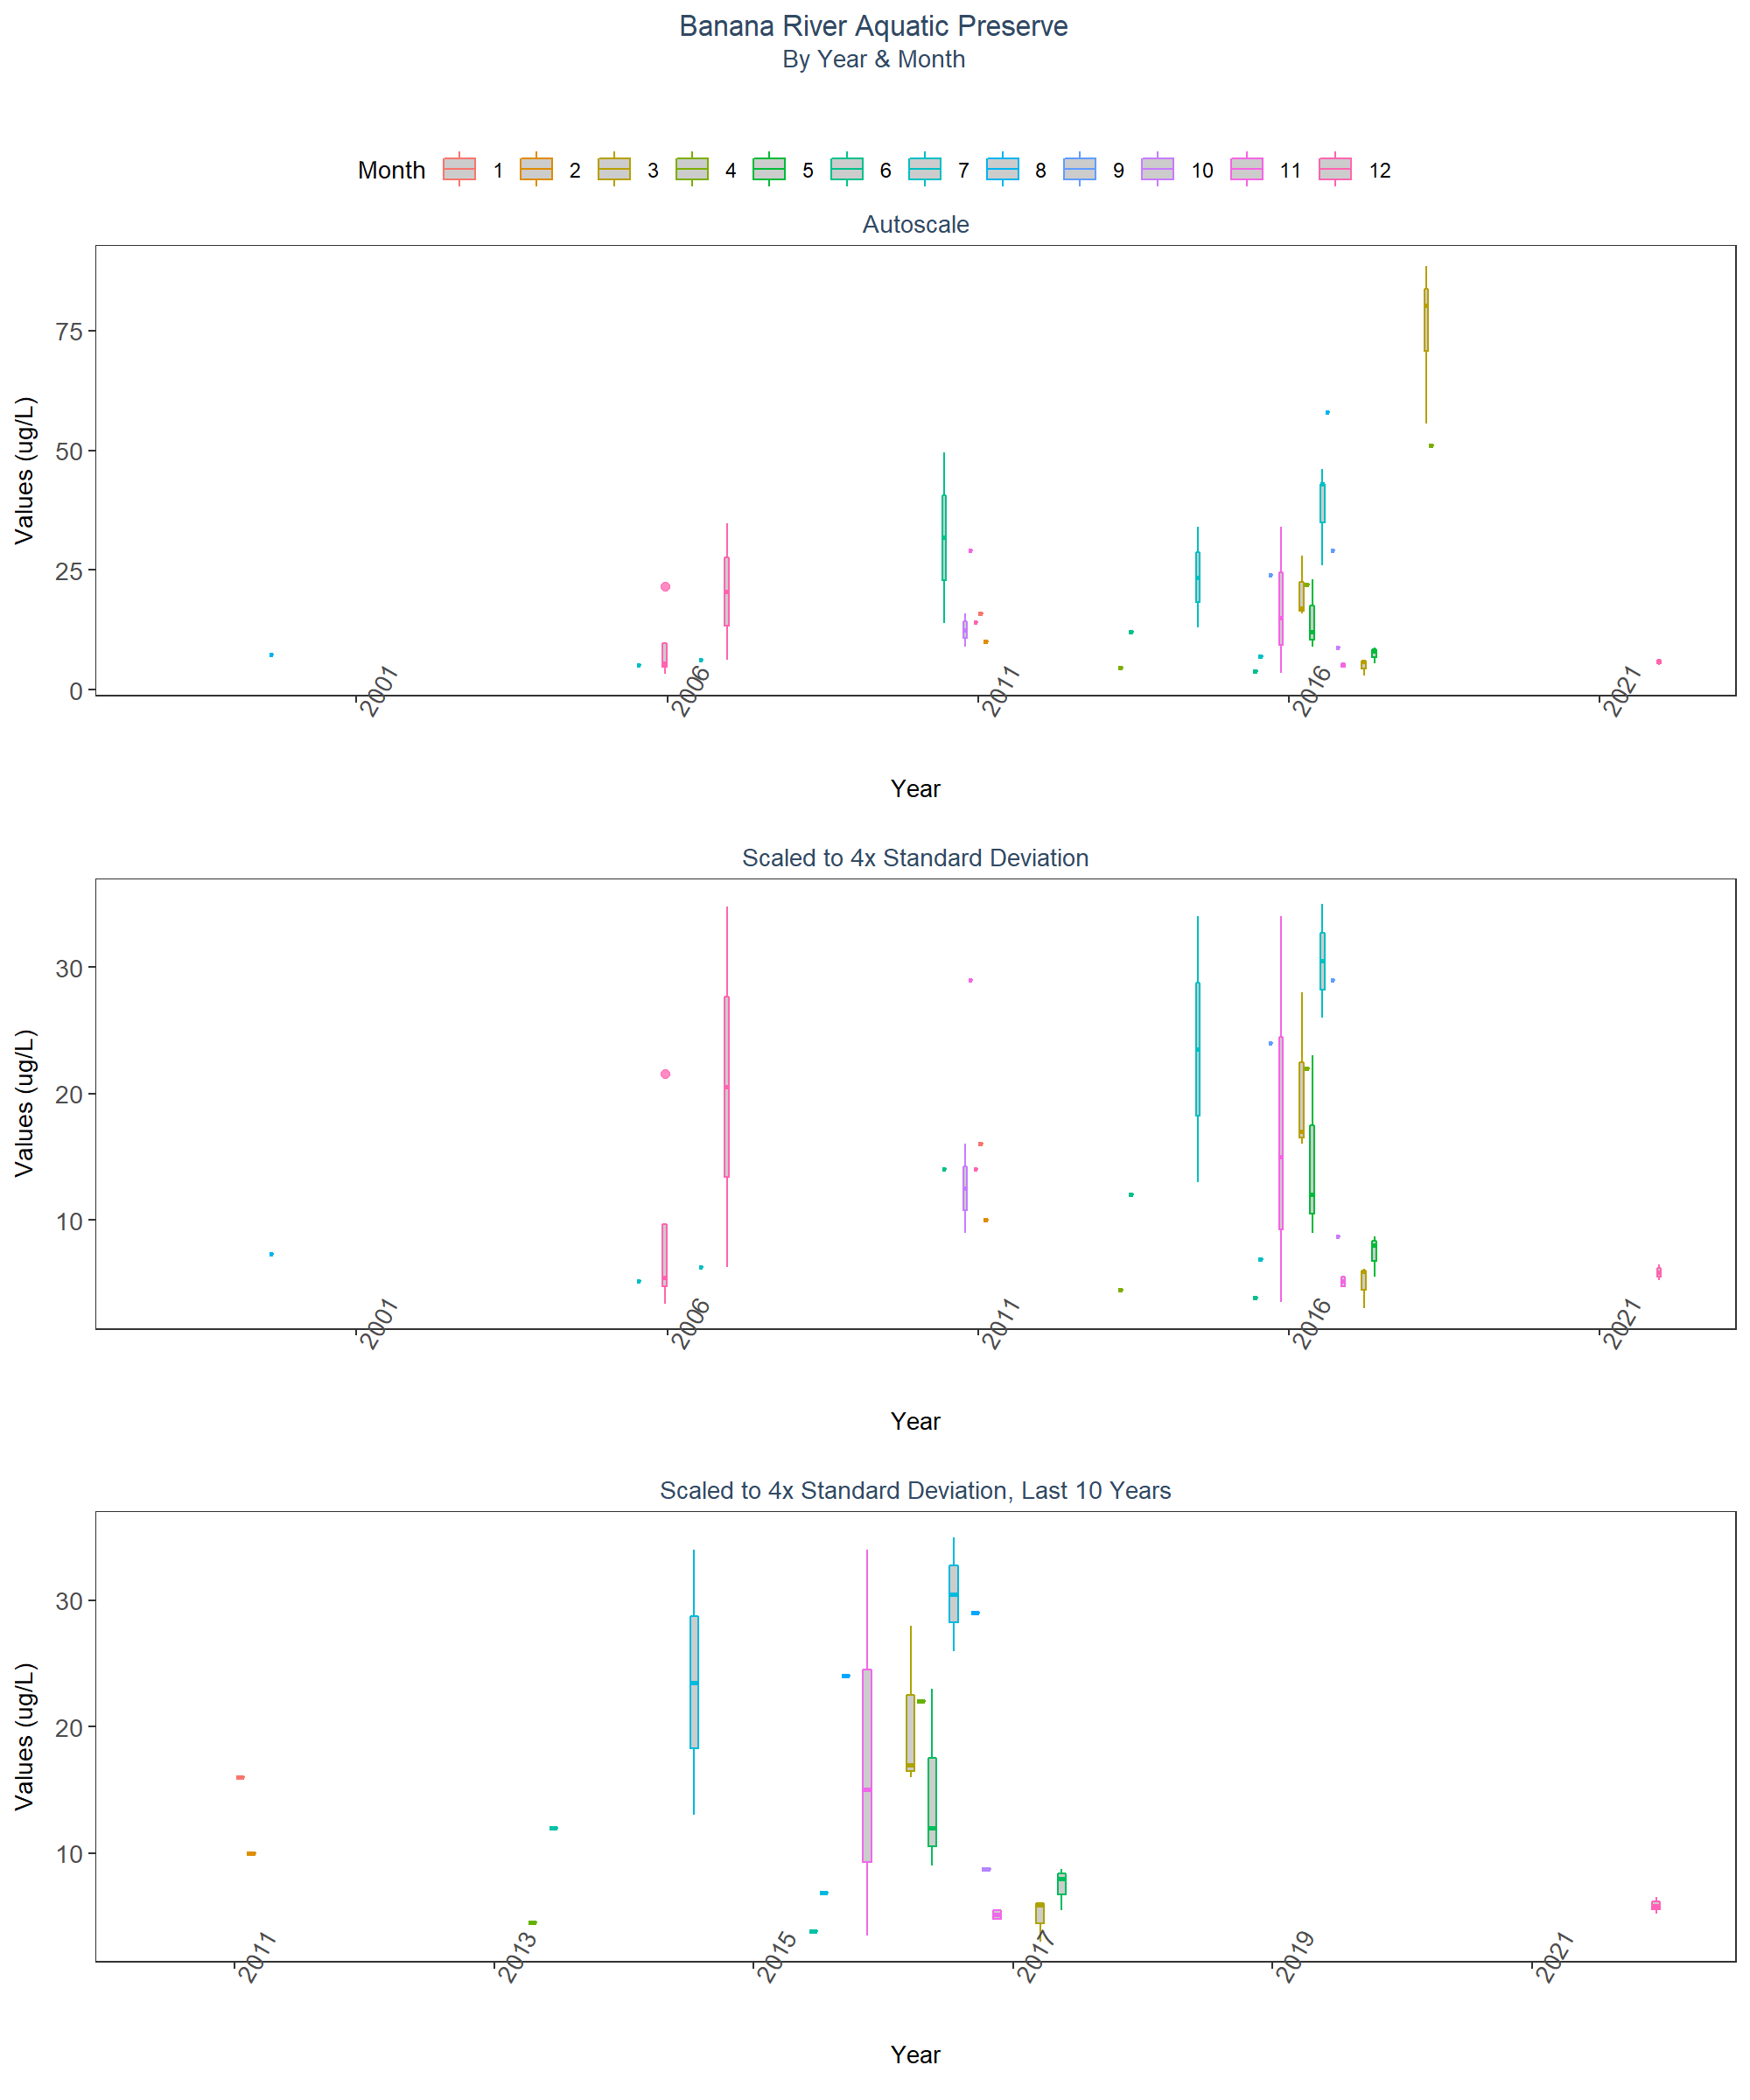 Banana River Aquatic Preserve
By Year & Month
Month 1 2 3 4 5 6 7 8 9 10 11 12
Autoscale
Values (ug/L)
75
50
25
0
2001 2006 2011 2016 2021
Year
Scaled to 4x Standard Deviation
Values (ug/L)
30
20
10
2001 2006 2011 2016 2021
Year
Scaled to 4x Standard Deviation, Last 10 Years
Values (ug/L)
30
20
10
2011 2013 2015 2017 2019 2021
Year